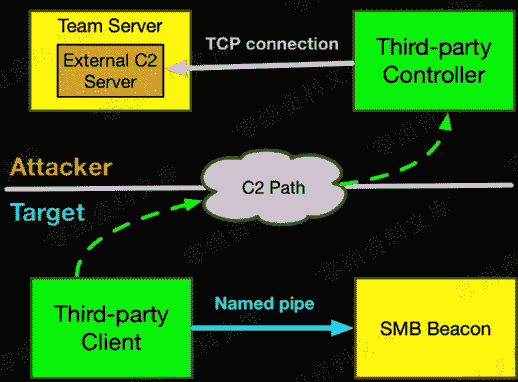 Team Server
External C2
Server
TCP connection
Third-party
Controller
Attacker
C2 Path
Target
Third-party
Client
Named pipe
SMB Beacon